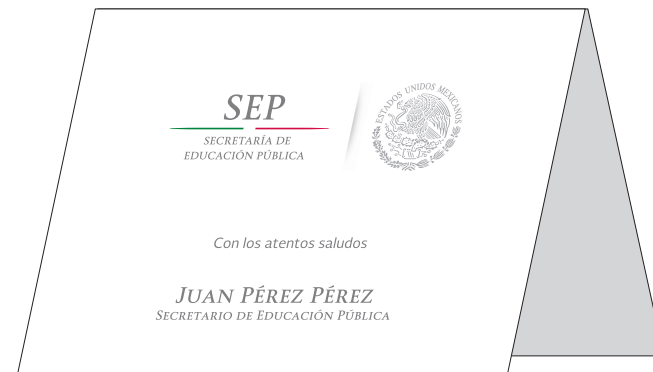 SEP
SECRETARÍA DE
EDUCACIÓN PÚBLICA
ESTADOS UNIDOS MEXICANOS
Con los atentos saludos
JUAN PÉREZ PÉREZ
SECRETARIO DE EDUCACIÓN PÚBLICA